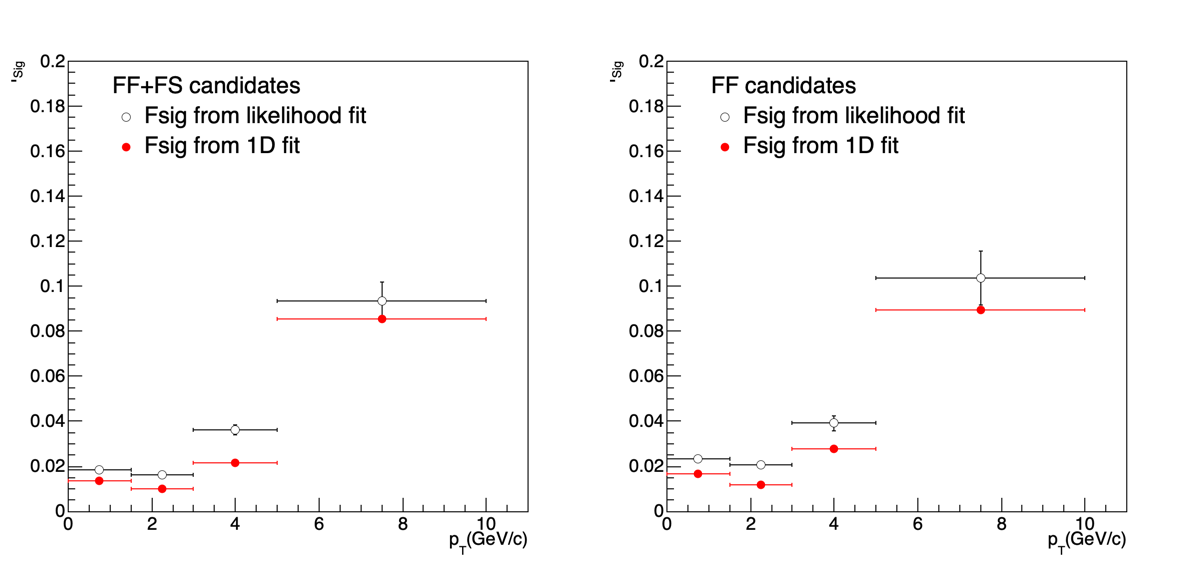 FF+FS candidates
Fsig from likelihood fit
Fsig from 1D fit
Sig
0.2
0.18
0.16
0.14
0.12
0.1
0.08
0.06
0.04
0.02
0
0 2 4 6 8 10
pT(GeV/c)
FF candidates
Fsig from likelihood fit
Fsig from 1D fit
Sig
0.2
0.18
0.16
0.14
0.12
0.1
0.08
0.06
0.04
0.02
0
0 2 4 6 8 10
pT(GeV/c)